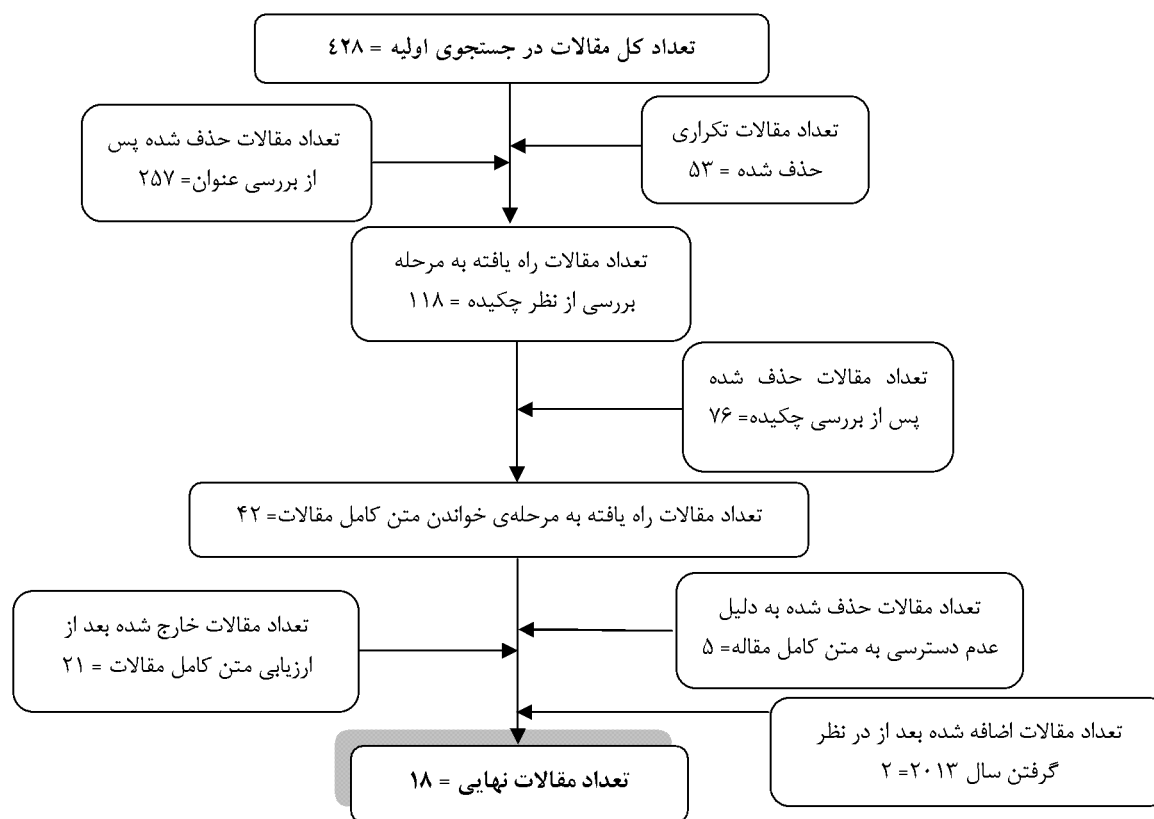 تعداد کل مقالات در جستجوی اولیه = ٤٢٨
تعداد مقالات تکراری
حذف شده = ۵۳
تعداد مقالات حذف شده پس
از بررسی عنوان= ۲۵۷
تعداد مقالات راه یافته به مرحله
بررسی از نظر چکیده = ۱۱۸
تعداد مقالات حذف شده
پس از بررسی چکیده= ۷۶
تعداد مقالات راه یافته به مرحله‌ی خواندن متن کامل مقالات= ۴۲
تعداد مقالات حذف شده به دلیل
عدم دسترسی به متن کامل مقاله= ۵
تعداد مقالات خارج شده بعد از
ارزیابی متن کامل مقالات = ۲۱
تعداد مقالات اضافه شده بعد از در نظر
گرفتن سال ۲۰۱۳= ۲
تعداد مقالات نهایی = ۱۸